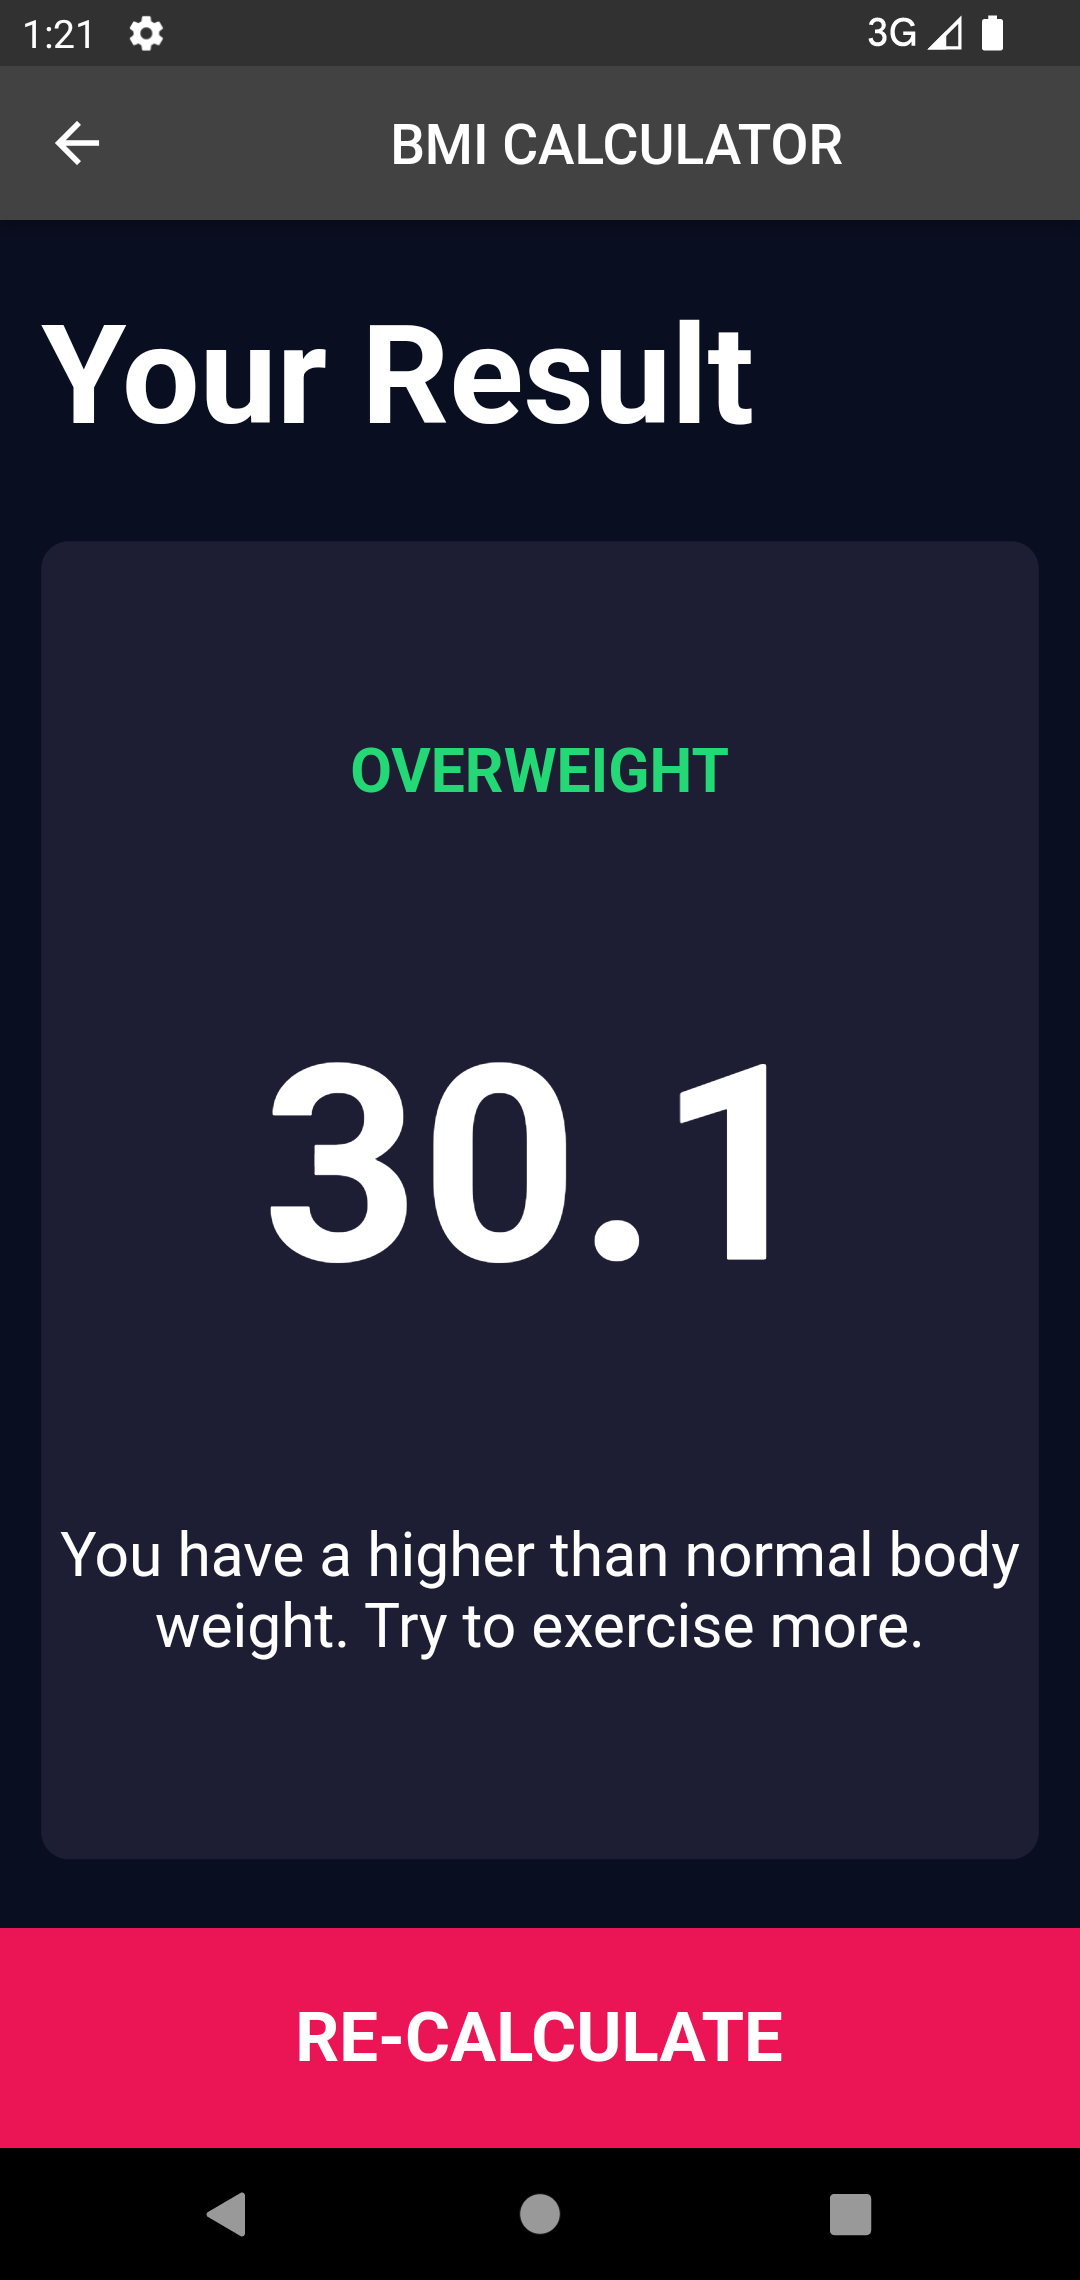 1:21 3G
BMI CALCULATOR
Your Result
OVERWEIGHT
30.1
You have a higher than normal body
weight. Try to exercise more.
RE-CALCULATE